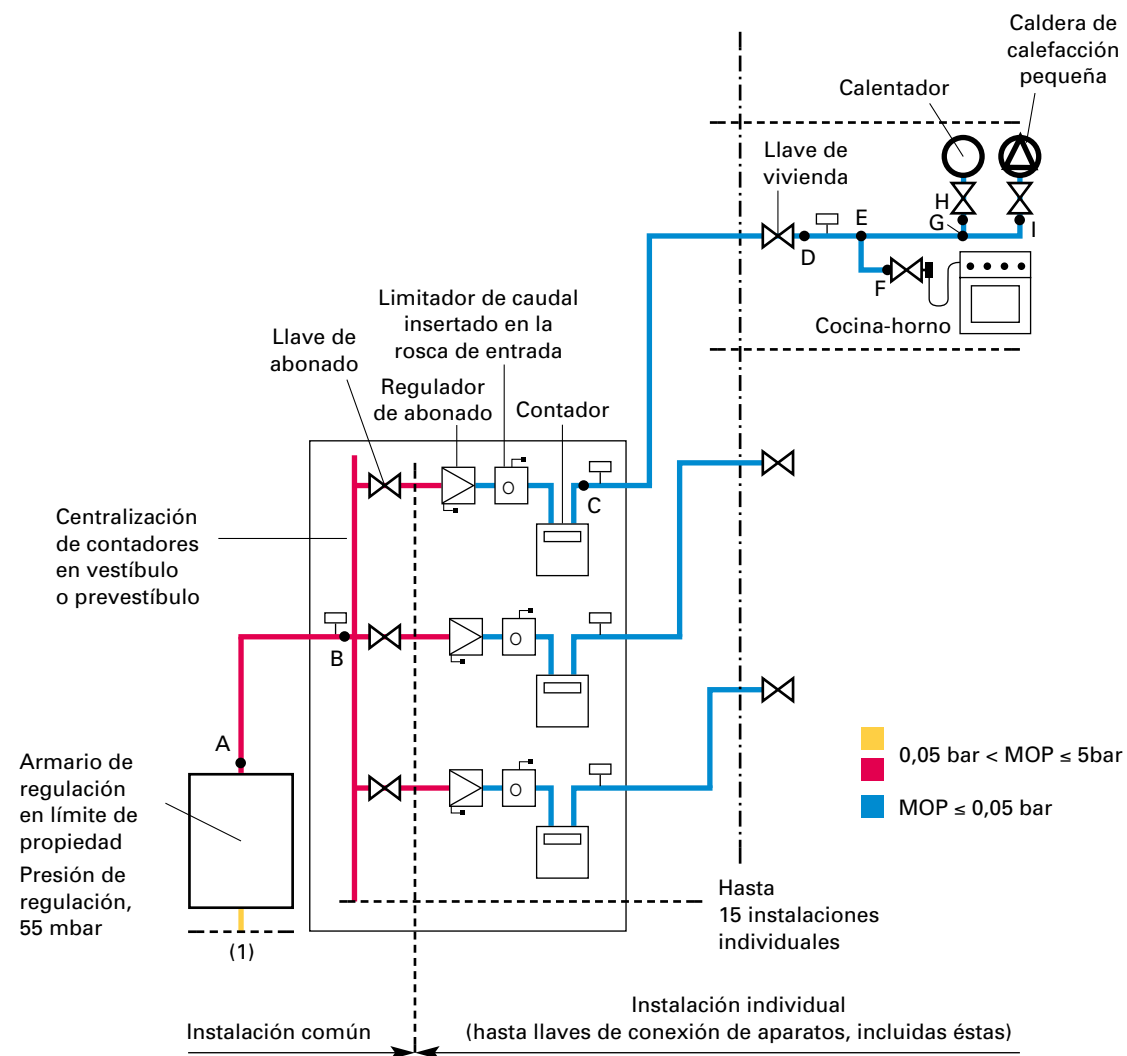 Caldera de
calefacción
pequeña
Calentador
Llave de
vivienda
H
E
G
I
D
F
Cocina-horno
Limitador de caudal
insertado en la
rosca de entrada
Llave de
abonado
Regulador
de abonado
Contador
C
Centralización
de contadores
en vestíbulo
o prevestíbulo
B
A
Armario de
regulación
en límite de
propiedad
Presión de
regulación,
55 mbar
(1)
0,05 bar < MOP ≤ 5bar
MOP ≤ 0,05 bar
Hasta
15 instalaciones
individuales
Instalación común
Instalación individual
(hasta llaves de conexión de aparatos, incluidas éstas)